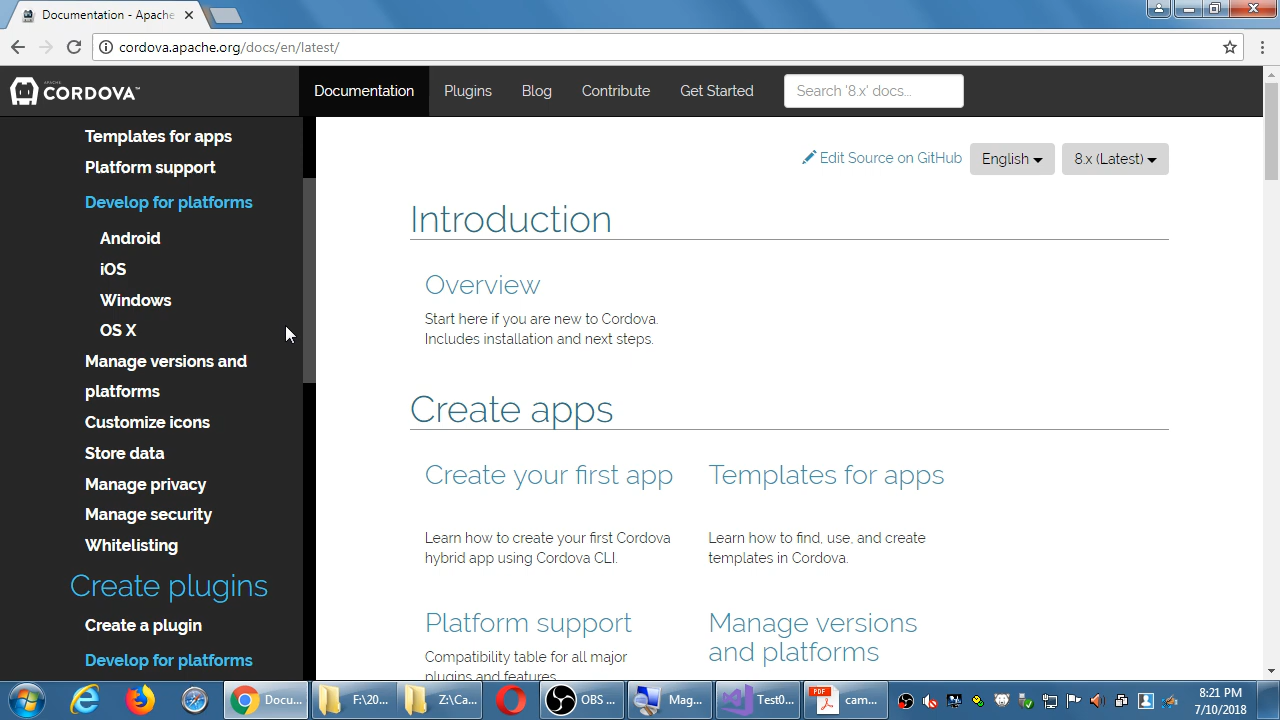 Documentation - Apache
cordova.apache.org/docs/en/latest/
APACHE
CORDOVA™
Documentation
Plugins
Blog
Contribute
Get Started
Search '8.x' docs...
Templates for apps
Platform support
Develop for platforms
Android
iOS
Windows
OS X
Manage versions and
platforms
Customize icons
Store data
Manage privacy
Manage security
Whitelisting
Create plugins
Create a plugin
Develop for platforms
Edit Source on GitHub
English
8.x (Latest)
Introduction
Overview
Start here if you are new to Cordova.
Includes installation and next steps.
Create apps
Create your first app
Learn how to create your first Cordova
hybrid app using Cordova CLI.
Templates for apps
Learn how to find, use, and create
templates in Cordova.
Platform support
Compatibility table for all major
plugins and features.
Manage versions
and platforms
Docu...
F:\20...
Z:\Ca...
OBS ...
Mag...
Test0...
PDF
cam...
8:21 PM
7/10/2018